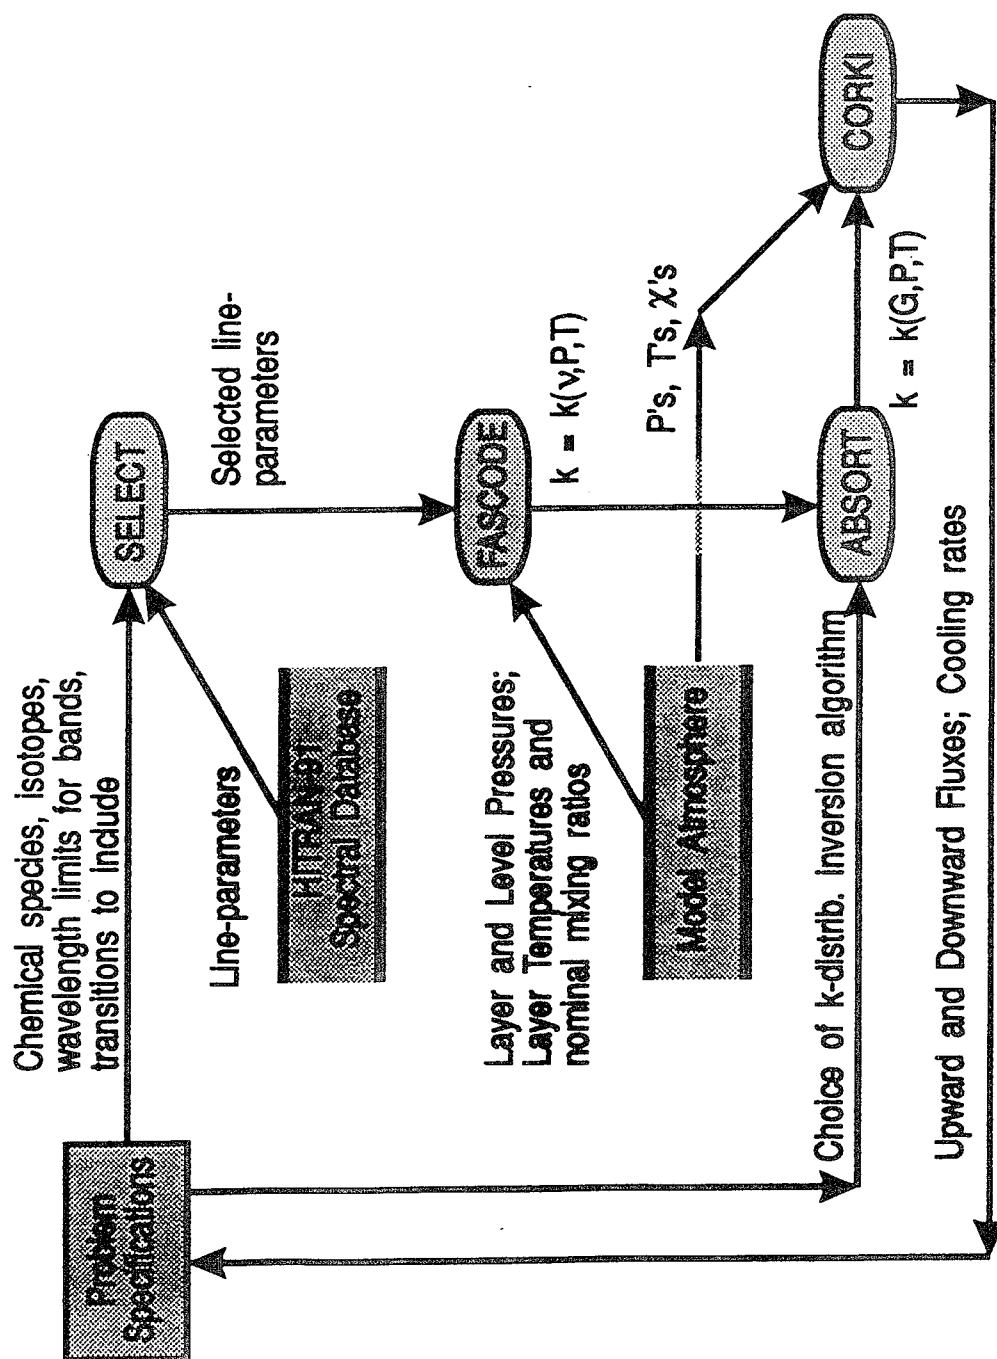 Problem
Specifications
Chemical species, isotopes,
wavelength limits for bands,
transitions to include
SELECT
Line-parameters
HITRAN-91
Spectral Database
Selected line-
parameters
Layer and Level Pressures;
Layer Temperatures and
nominal mixing ratios
FASCODE
k = k(ν,P,T)
Model Atmosphere
P's, T's, χ's
Choice of k-distrib. inversion algorithm
ABSORT
k = k(G,P,T)
CORKI
Upward and Downward Fluxes; Cooling rates